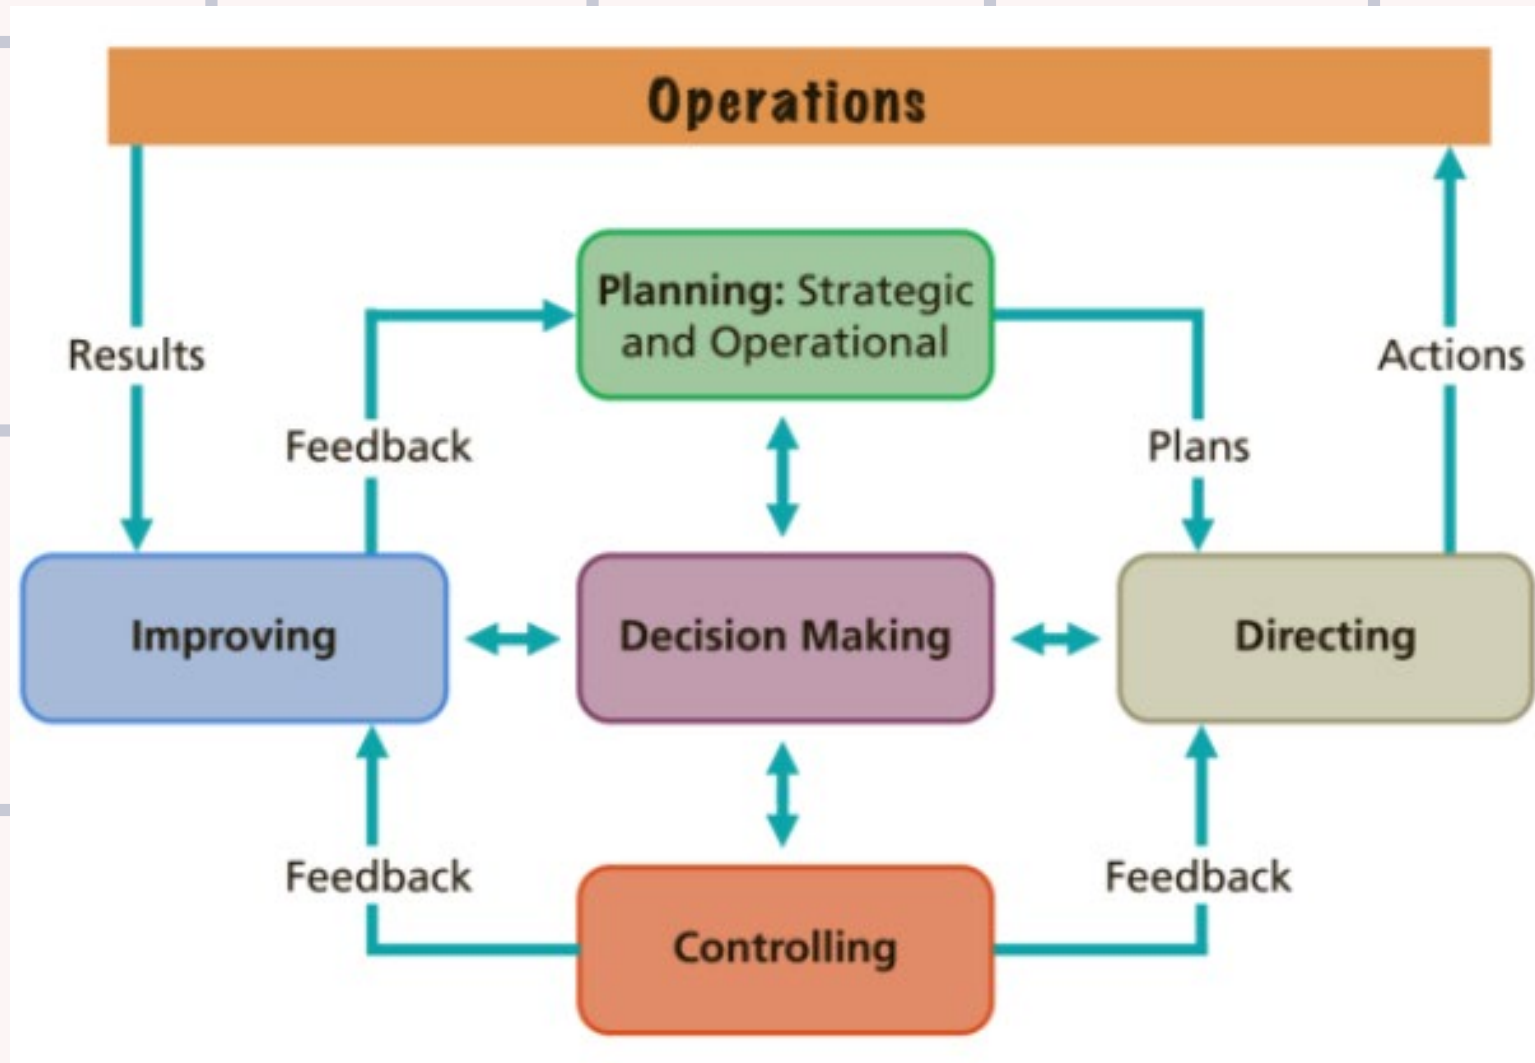 Operations
Planning: Strategic
and Operational
Results
Actions
Feedback
Plans
Improving
Decision Making
Directing
Feedback
Feedback
Controlling